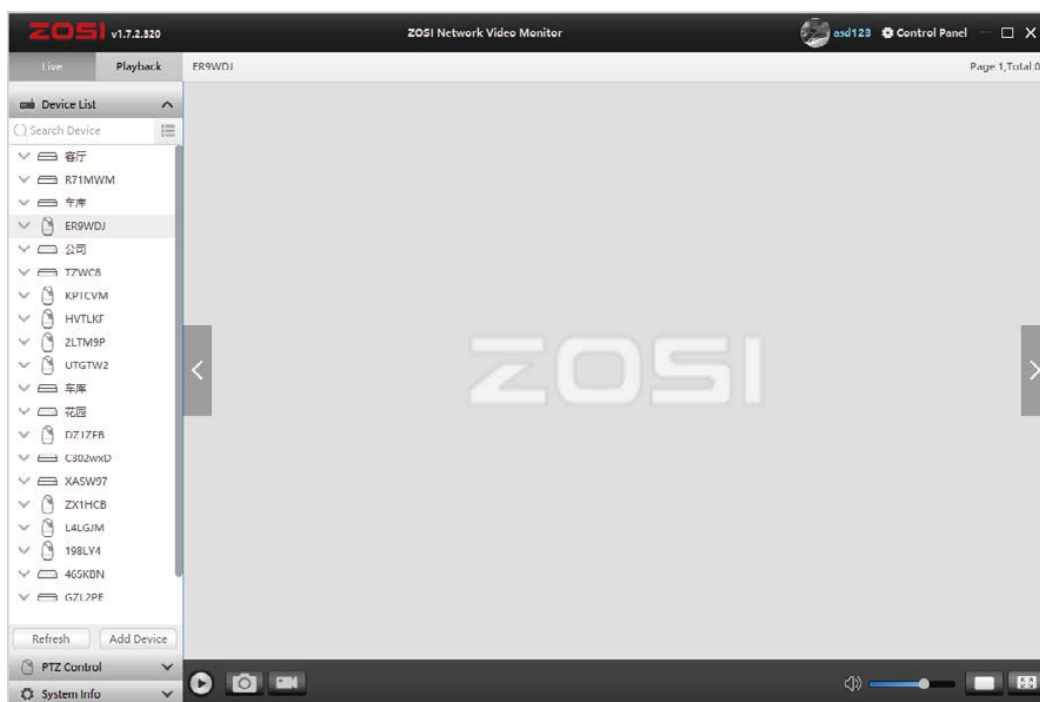 ZOSI v1.7.2.320 ZOSI Network Video Monitor asd123 Control Panel
Live Playback ER9WDJ Page 1,Total:0
Device List
Search Device
客厅
R71MWM
车库
ER9WDJ
公司
TZWC8
KPTCVM
HVTLKF
2LTM9P
UTGTW2
车库
花园
DZ1ZFB
C302wxD
XASW97
ZX1HCB
L4LGJM
198LY4
465KBN
GZL2PE
ZOSI
Refresh Add Device
PTZ Control
System Info